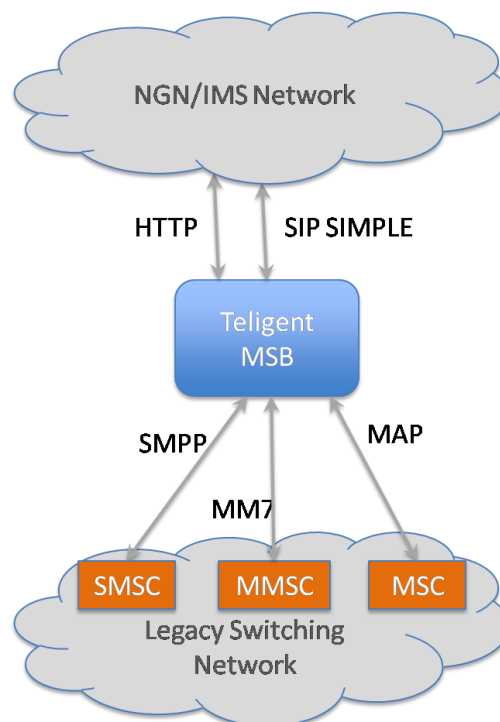 NGN/IMS Network
HTTP
SIP SIMPLE
Teligent
MSB
SMPP
MAP
MM7
SMSC
MMSC
MSC
Legacy Switching
Network